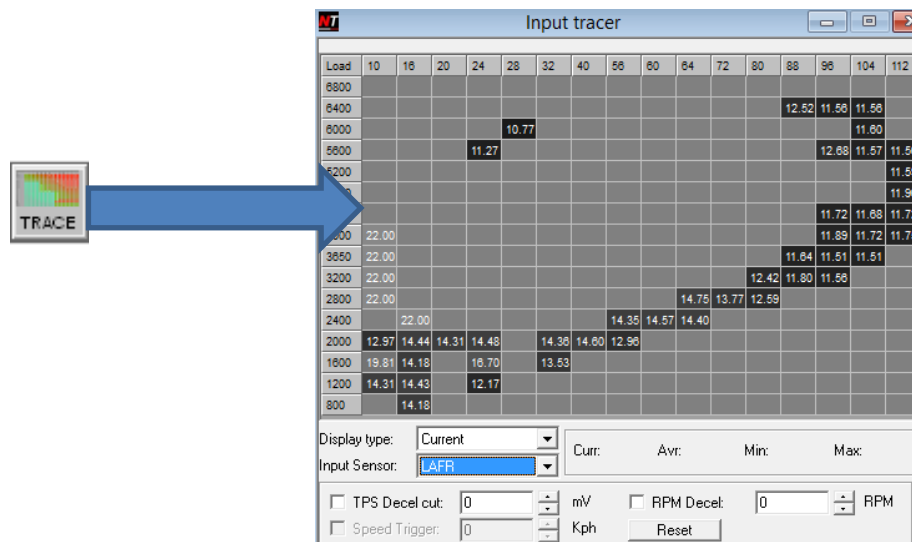 NT Input tracer
Load 10 16 20 24 28 32 40 56 60 64 72 80 88 96 104 112
6800
6400 12.52 11.56 11.56
6000 10.77 11.60
5600 11.27 12.68 11.57
TRACE
22.00 11.89 11.72
11.72 11.68
3650 22.00 11.64 11.51 11.51
3200 22.00 12.42 11.80 11.56
2800 22.00 14.75 13.77 12.59
2400 22.00 14.35 14.57 14.40
2000 12.97 14.44 14.31 14.48 14.36 14.60 12.96
1600 19.81 14.18 16.70 13.53
1200 14.31 14.43 12.17
800 14.18
Display type: Current Curr: Avr: Min: Max:
Input Sensor: LAFR
TPS Decel cut: 0 mV RPM Decel: 0 RPM
Speed Trigger: 0 Kph Reset